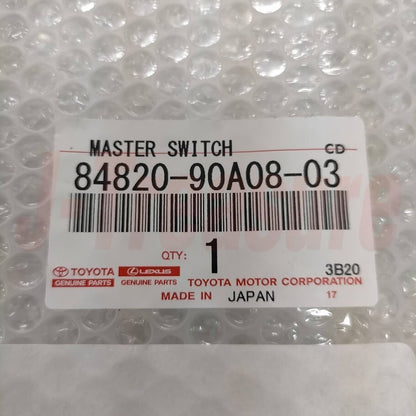 MASTER SWITCH CD
84820-90A08-03
QTY: 1 3B20
TOYOTA LEXUS TOYOTA MOTOR CORPORATION
GENUINE PARTS GENUINE PARTS
MADE IN JAPAN 17